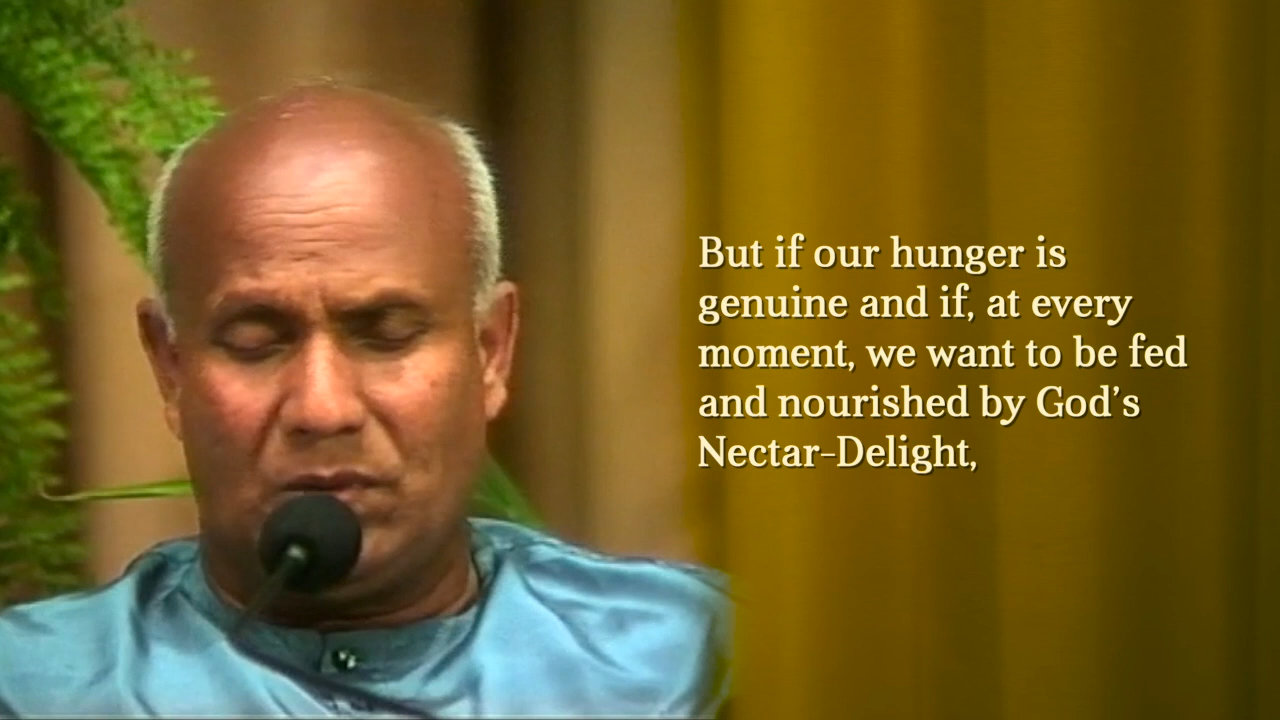 But if our hunger is
genuine and if, at every
moment, we want to be fed
and nourished by God’s
Nectar-Delight,